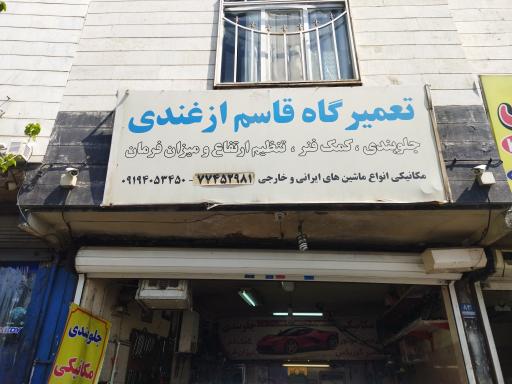 تعمیرگاه قاسم ازغندی
جلوبندی ، کمک فنر ، تنظیم ارتفاع و میزان فرمان
مکانیکی انواع ماشین های ایرانی و خارجی ۷۷۴۵۲۹۸۱ - ۰۹۱۹۴۰۵۳۴۵۰
جلوبندی
مکانیکی